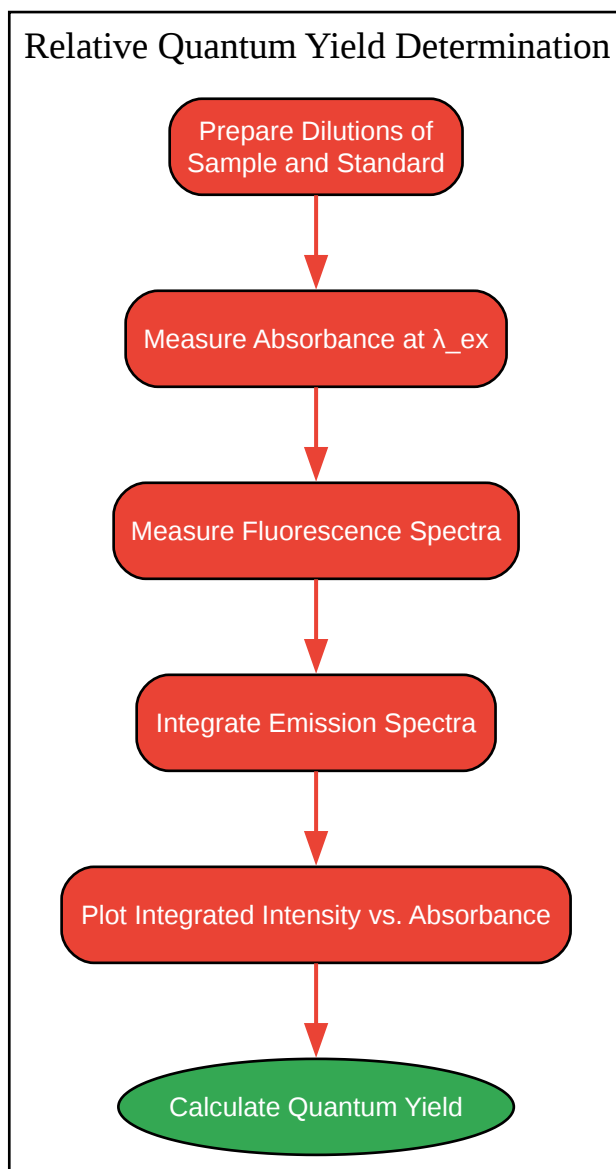 Relative Quantum Yield Determination
Prepare Dilutions of
Sample and Standard
Measure Absorbance at λ_ex
Measure Fluorescence Spectra
Integrate Emission Spectra
Plot Integrated Intensity vs. Absorbance
Calculate Quantum Yield